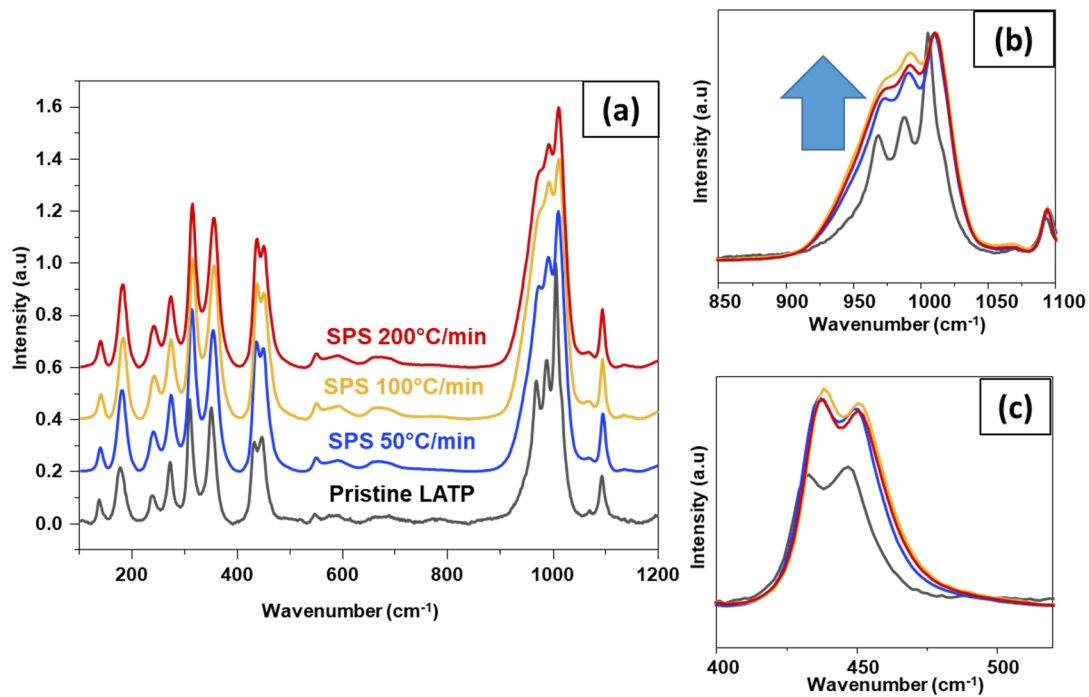 (a)
1.6
1.4
1.2
1.0
0.8
0.6
0.4
0.2
0.0
Intensity (a.u)
SPS 200°C/min
SPS 100°C/min
SPS 50°C/min
Pristine LATP
200 400 600 800 1000 1200
Wavenumber (cm-1)
(b)
Intensity (a.u)
850 900 950 1000 1050 1100
Wavenumber (cm-1)
(c)
Intensity (a.u)
400 450 500
Wavenumber (cm-1)